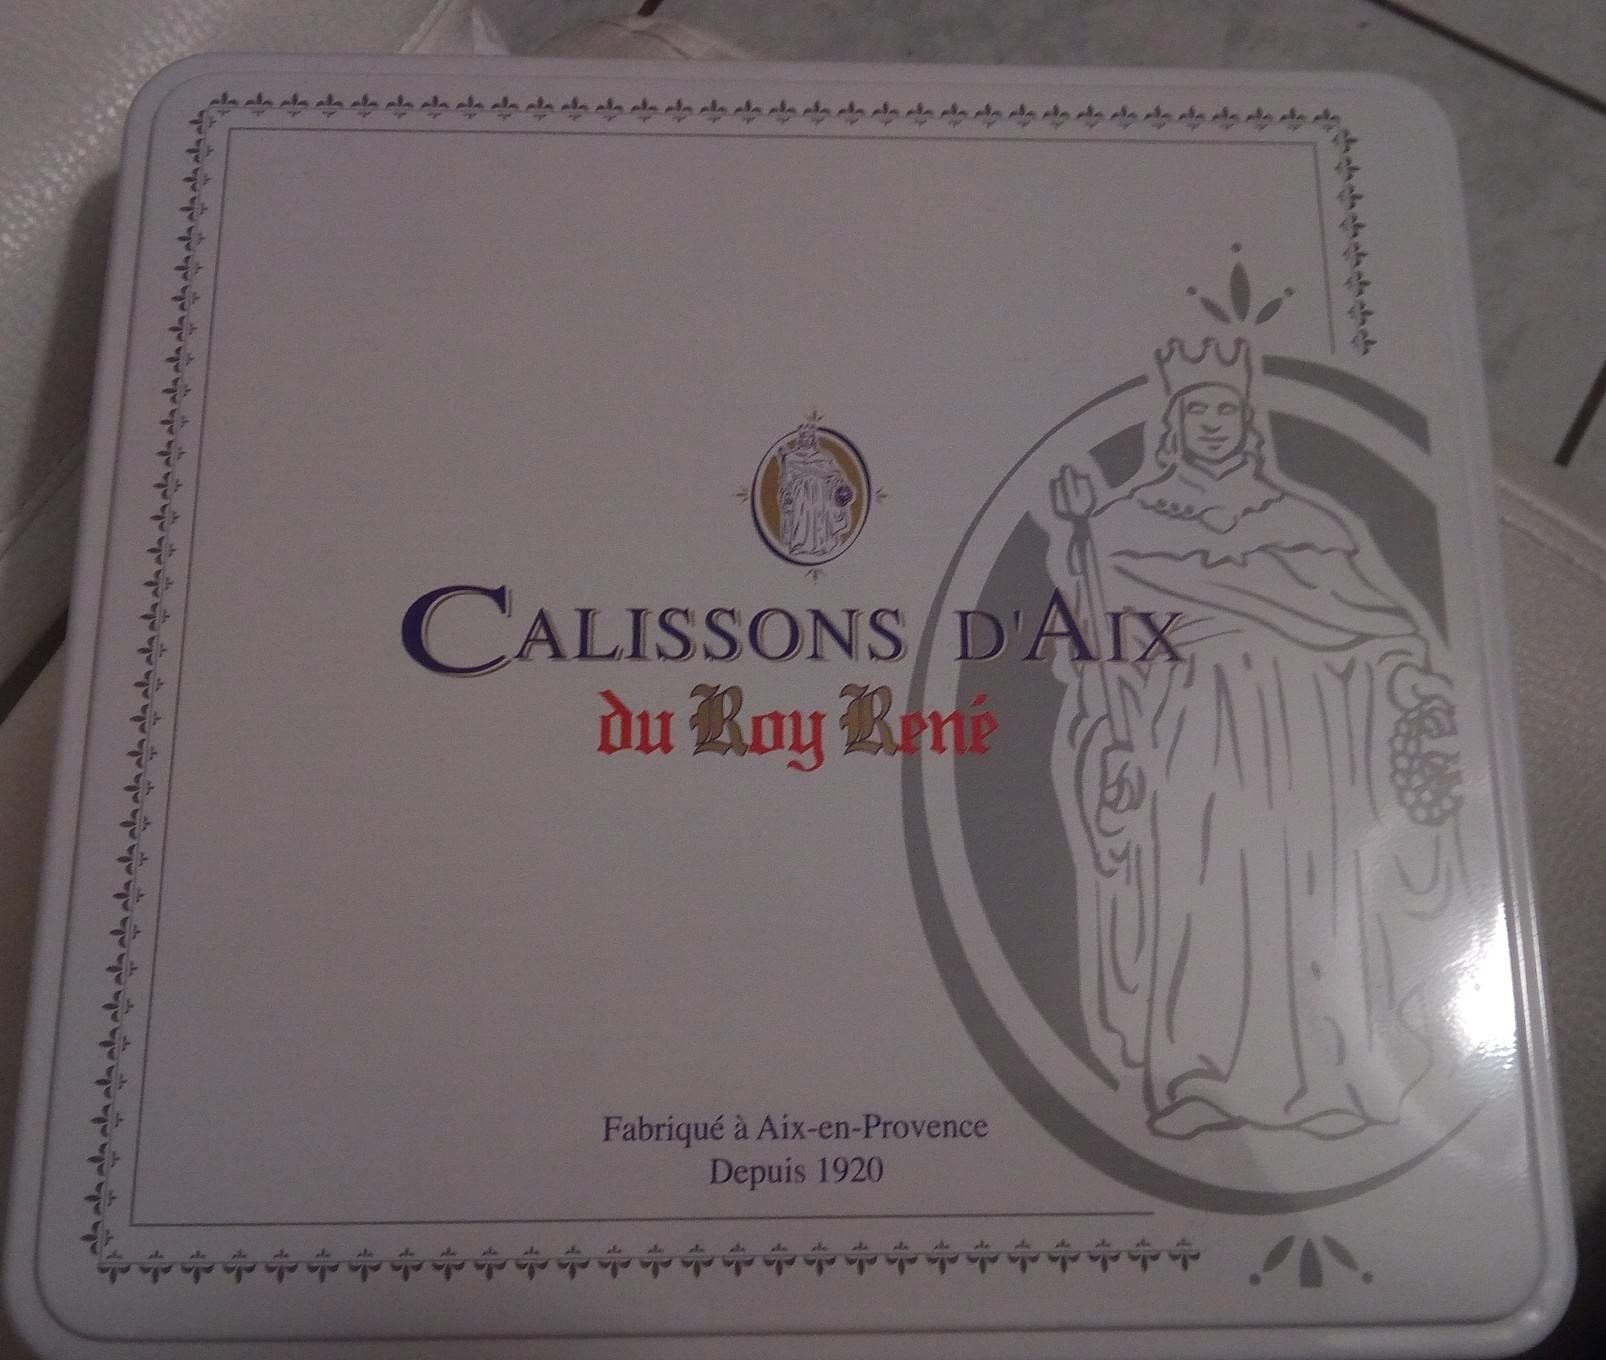 CALISSONS D'AIX
du Roy René
Fabriqué à Aix-en-Provence
Depuis 1920